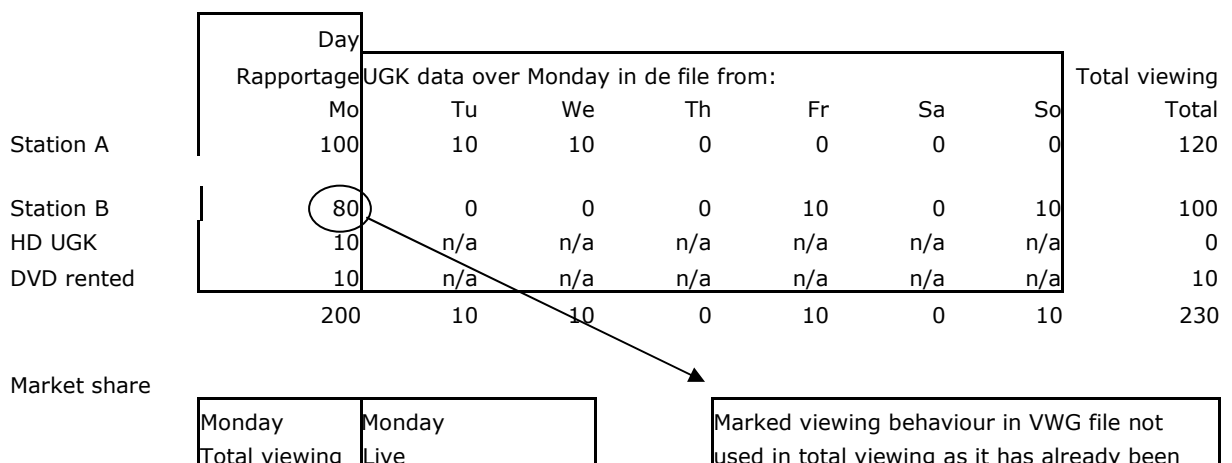 Day
Rapportage UGK data over Monday in de file from: Total viewing
Mo Tu We Th Fr Sa So Total
Station A 100 10 10 0 0 0 0 120
Station B 80 0 0 0 10 0 10 100
HD UGK 10 n/a n/a n/a n/a n/a n/a 0
DVD rented 10 n/a n/a n/a n/a n/a n/a 10
200 10 10 0 10 0 10 230
Market share
Monday Monday Marked viewing behaviour in VWG file not
Total viewing Live used in total viewing as it has already been